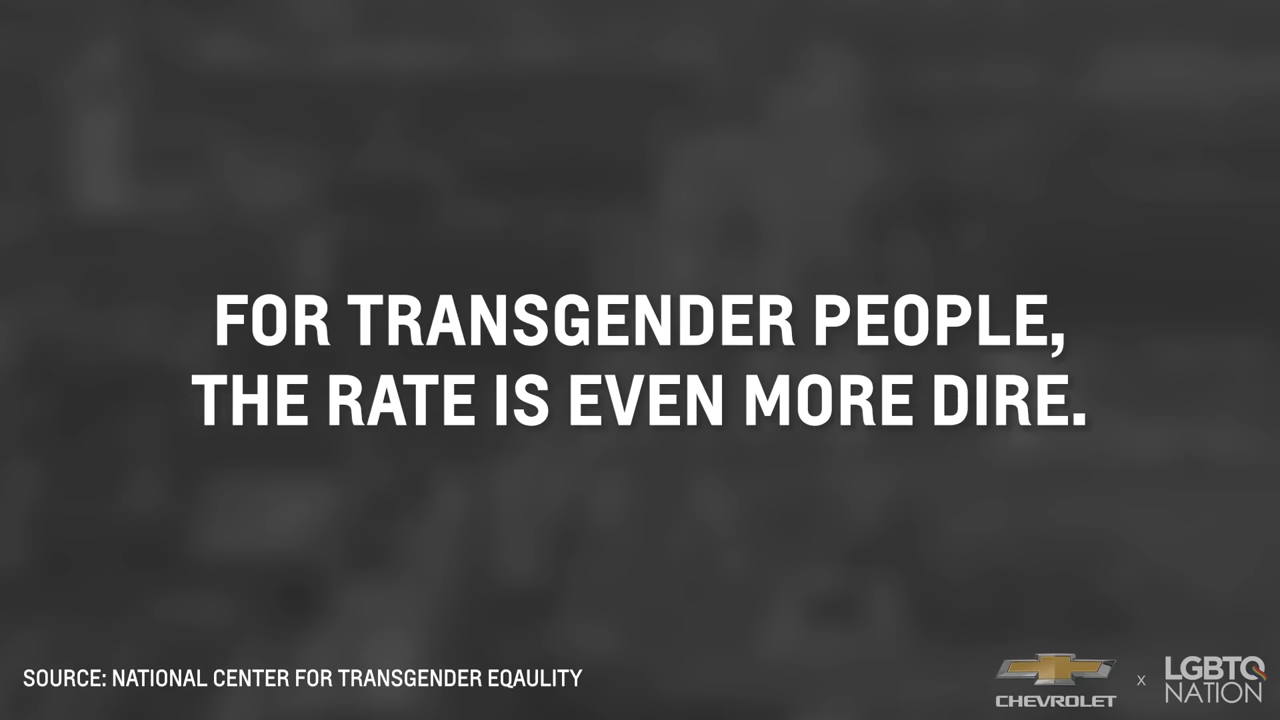 FOR TRANSGENDER PEOPLE,
THE RATE IS EVEN MORE DIRE.
SOURCE: NATIONAL CENTER FOR TRANSGENDER EQAULITY
CHEVROLET x LGBTQ NATION